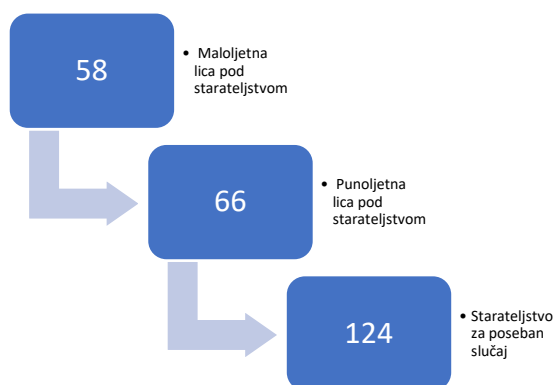 58
• Maloljetna
lica pod
starateljstvom
66
• Punoljetna
lica pod
starateljstvom
124
• Starateljstvo
za poseban
slučaj